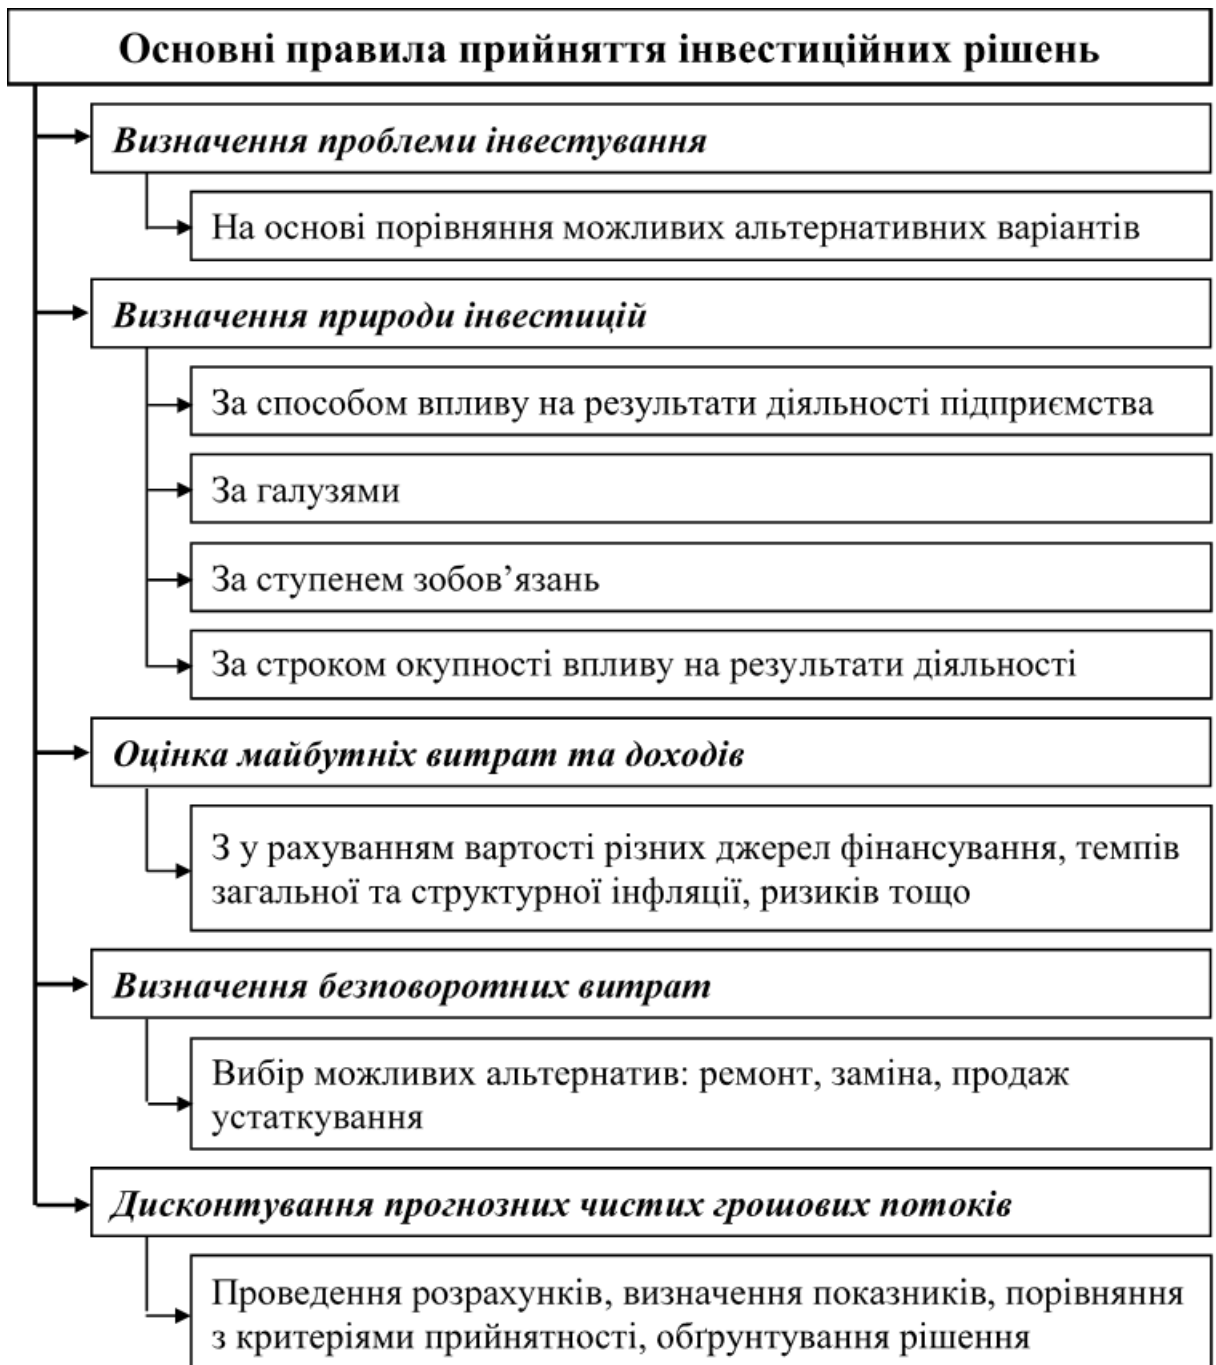 Основні правила прийняття інвестиційних рішень
Визначення проблеми інвестування
На основі порівняння можливих альтернативних варіантів
Визначення природи інвестицій
За способом впливу на результати діяльності підприємства
За галузями
За ступенем зобов’язань
За строком окупності впливу на результати діяльності
Оцінка майбутніх витрат та доходів
З у рахуванням вартості різних джерел фінансування, темпів
загальної та структурної інфляції, ризиків тощо
Визначення безповоротних витрат
Вибір можливих альтернатив: ремонт, заміна, продаж
устаткування
Дисконтування прогнозних чистих грошових потоків
Проведення розрахунків, визначення показників, порівняння
з критеріями прийнятності, обґрунтування рішення